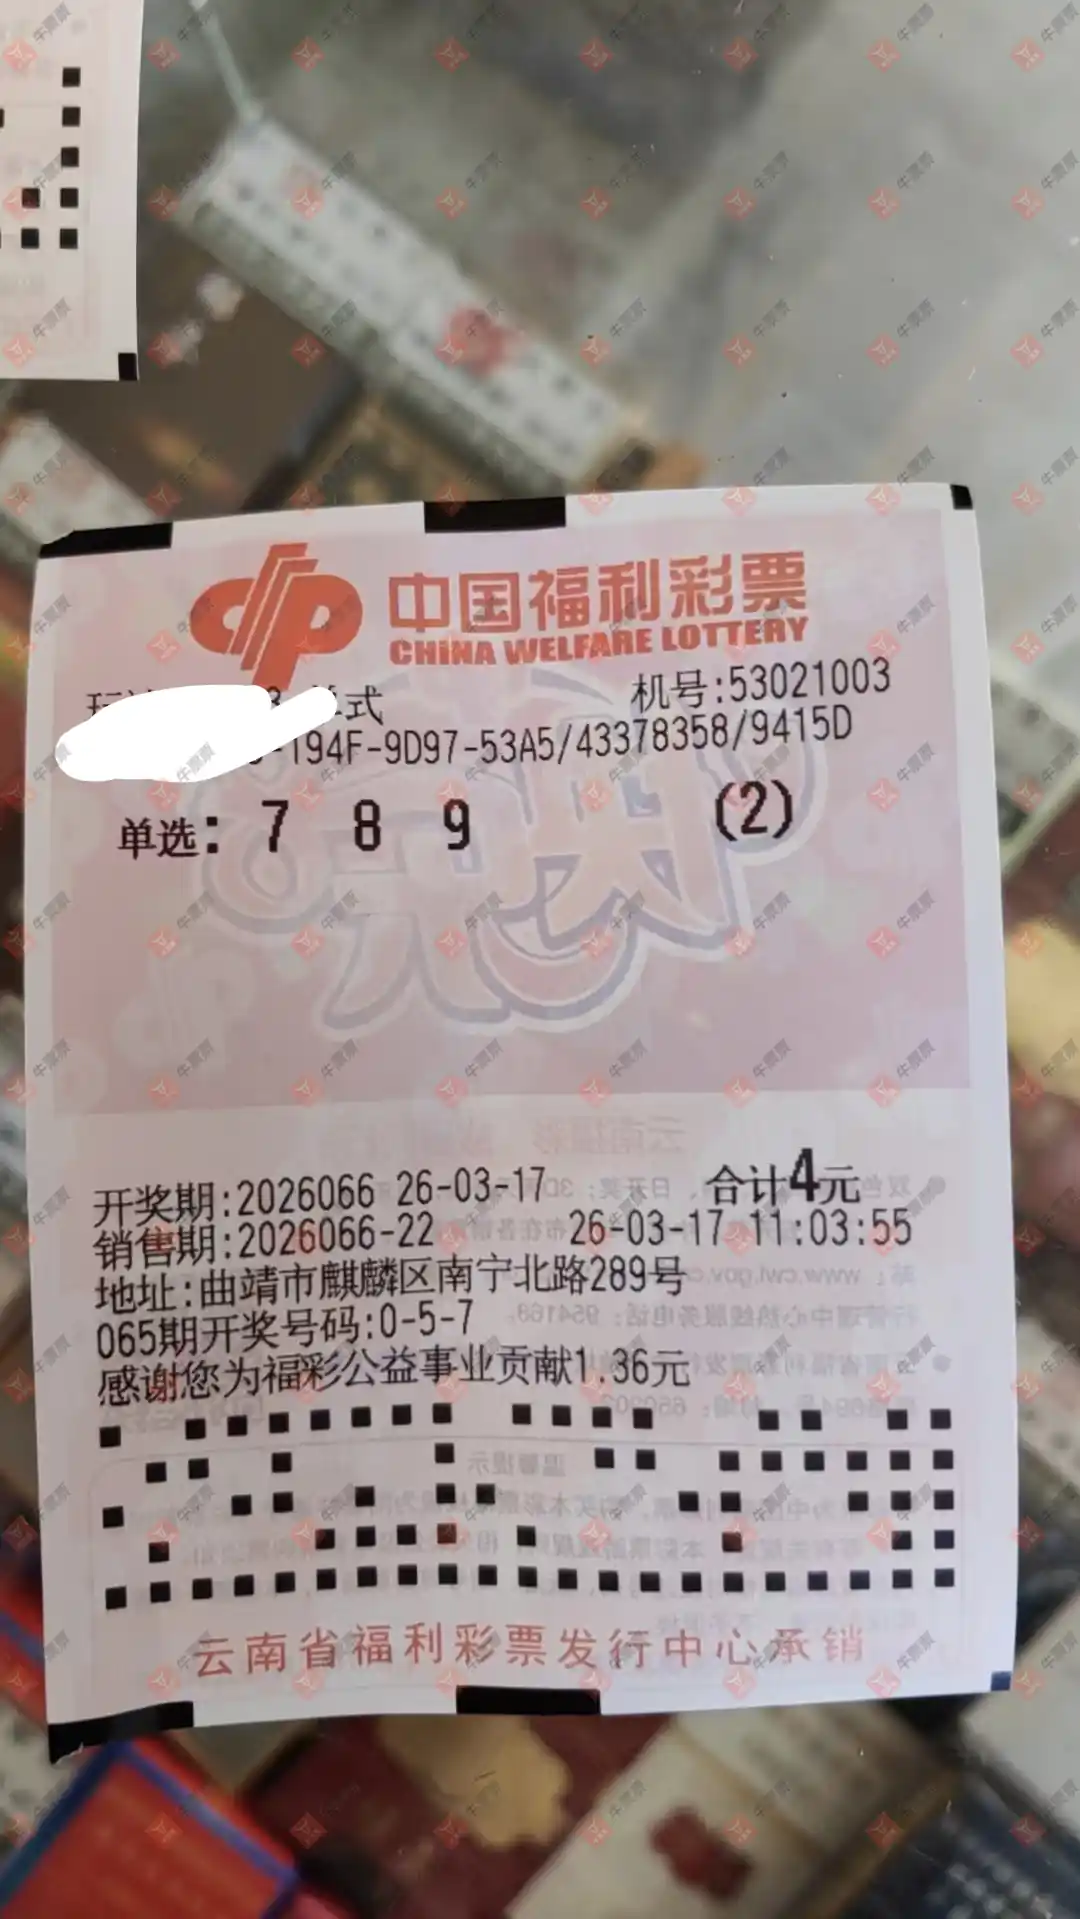 中国福利彩票
CHINA WELFARE LOTTERY
式 机号:53021003
-194F-9D97-53A5/43378358/9415D
单选: 7 8 9 (2)
开奖期:2026066 26-03-17 合计4元
销售期:2026066-22 26-03-17 11:03:55
地址:曲靖市麒麟区南宁北路289号
065期开奖号码:0-5-7
感谢您为福彩公益事业贡献1.36元
云南省福利彩票发行中心承销
牛票票